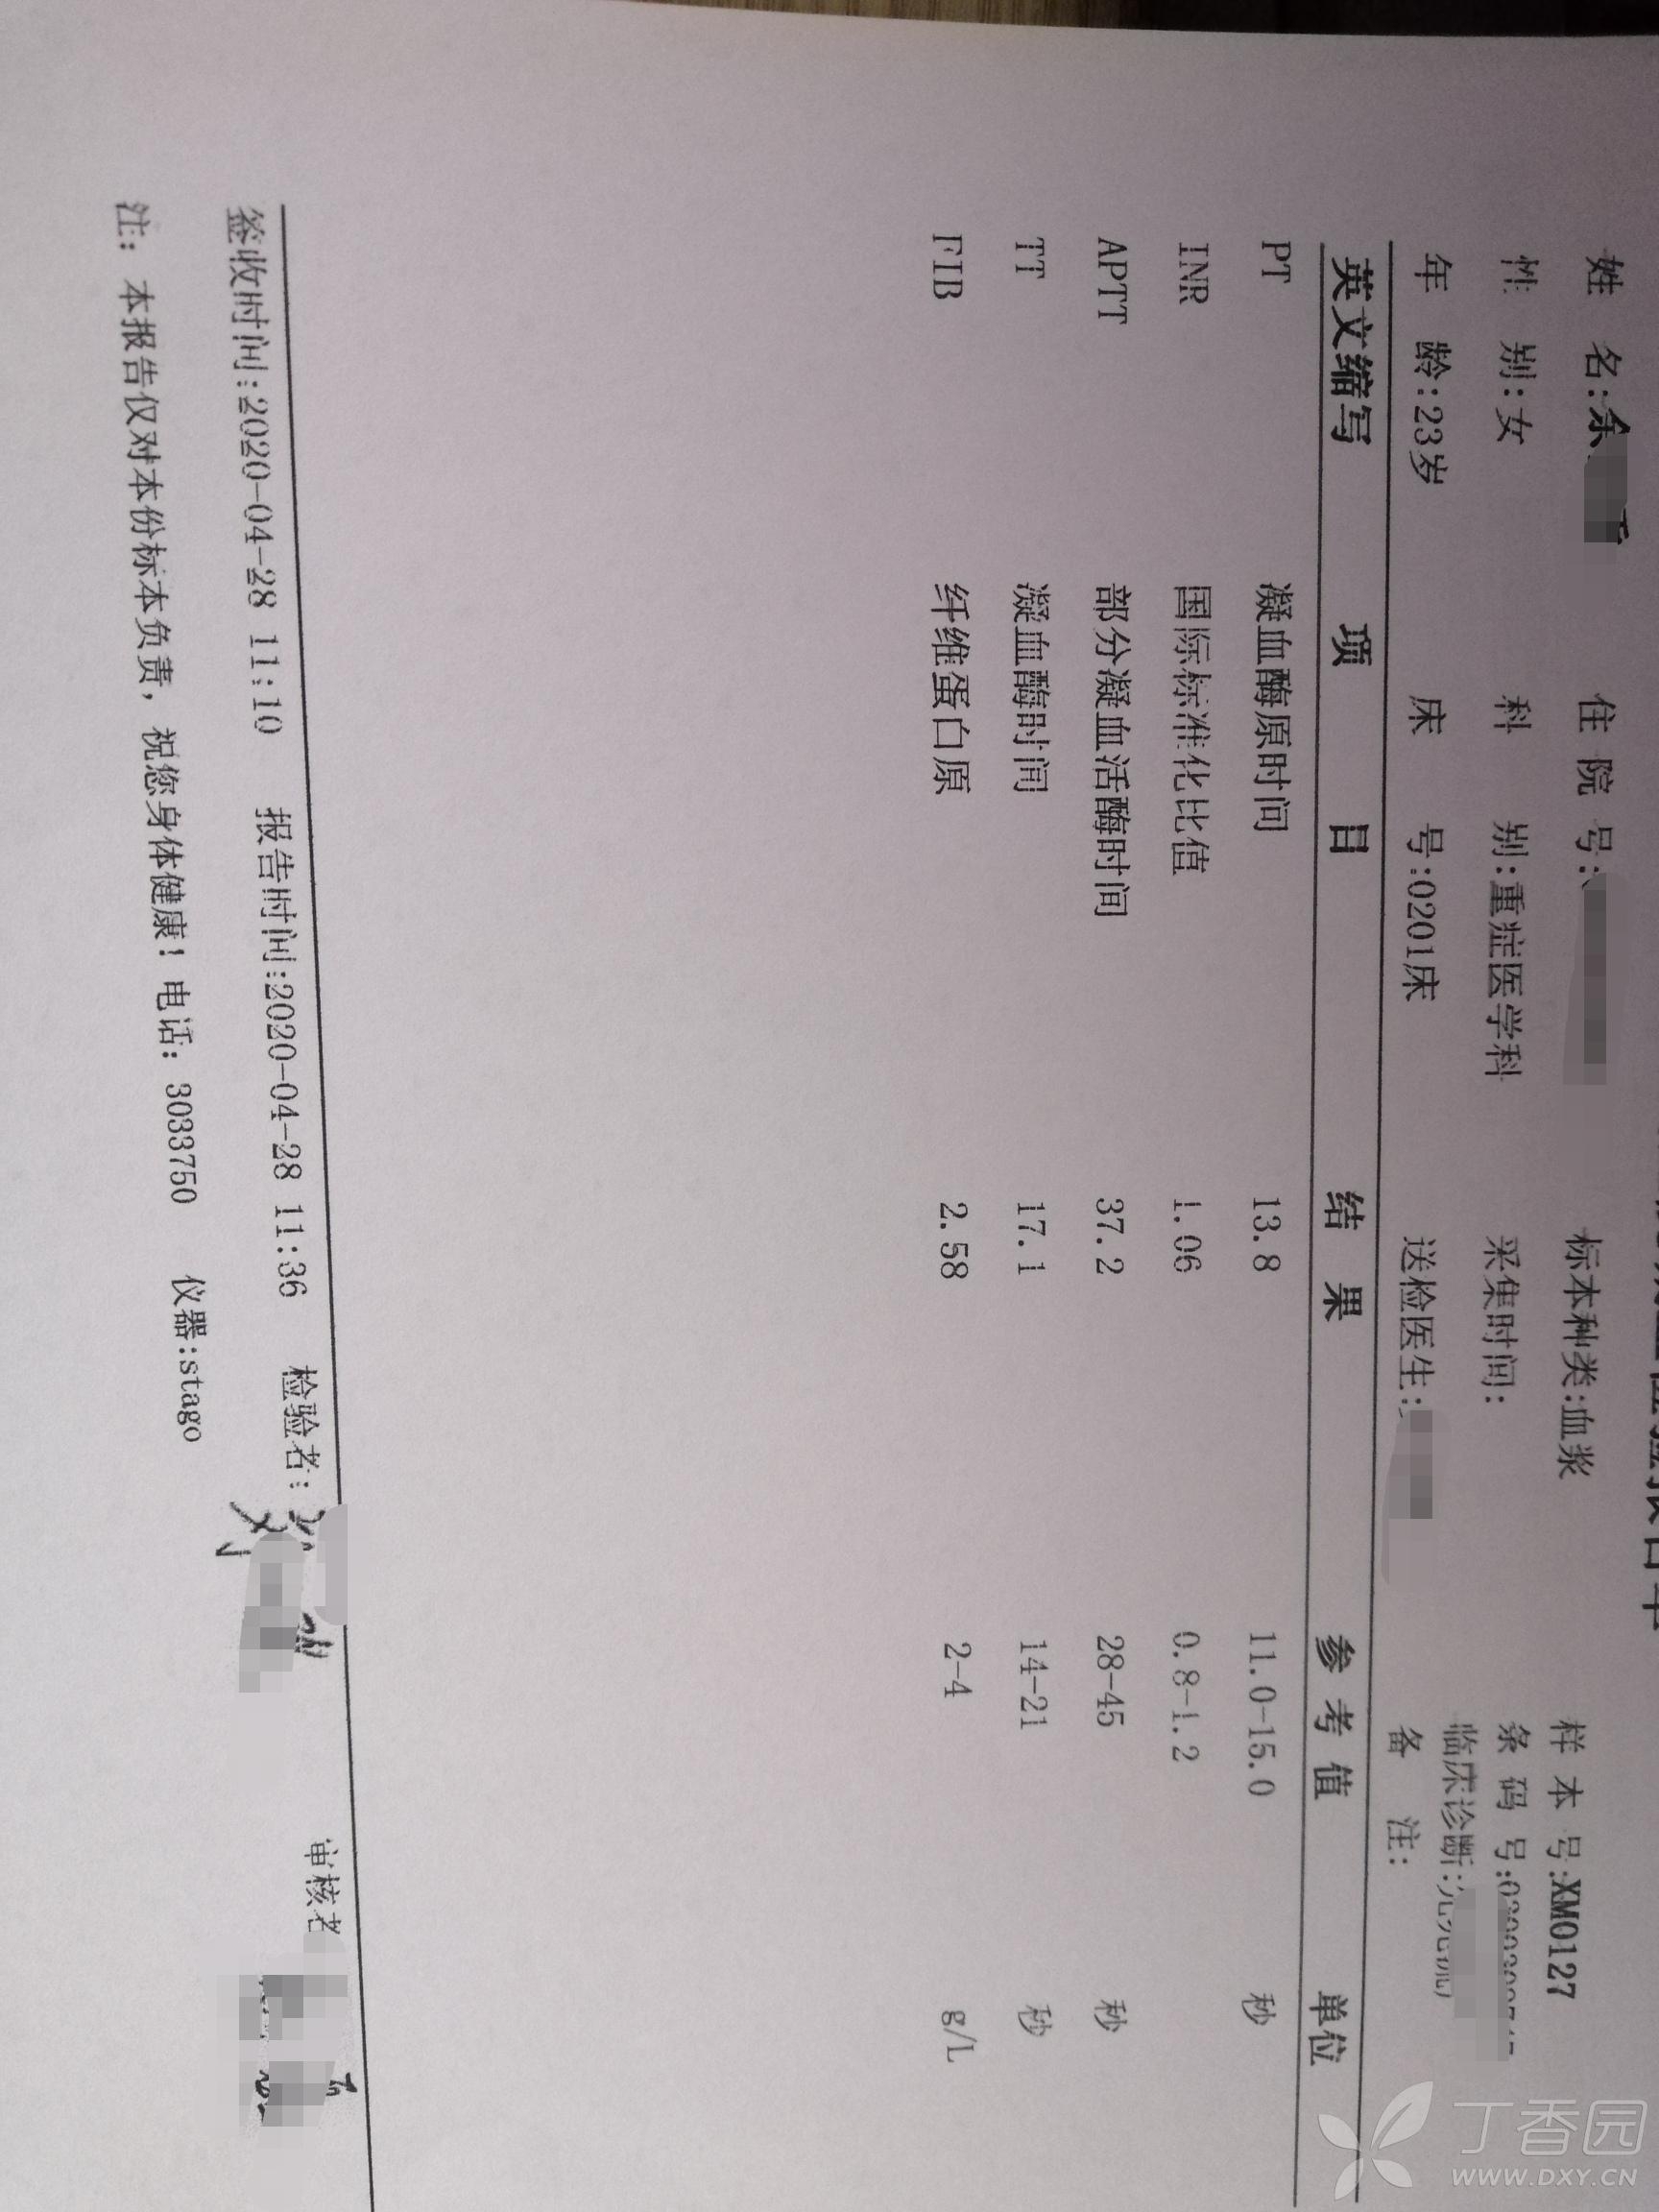 检验报告单
姓 名:余 住 院 号: 标本种类:血浆 样 本 号:XM0127
性 别:女 科 别:重症医学科 采集时间: 条 码 号:
年 龄:23岁 床 号:0201床 送检医生: 临床诊断:
备 注:
英文缩写 项 目 结 果 参 考 值 单位
PT 凝血酶原时间 13.8 11.0-15.0 秒
INR 国际标准化比值 1.06 0.8-1.2
APTT 部分凝血活酶时间 37.2 28-45 秒
TT 凝血酶时间 17.1 14-21 秒
FIB 纤维蛋白原 2.58 2-4 g/L
签收时间:2020-04-28 11:10 报告时间:2020-04-28 11:36 检验者: 审核者
注：本报告仅对本份标本负责，祝您身体健康！电话：3033750 仪器:stago
丁香园
WWW.DXY.CN